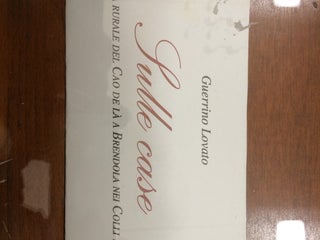 Guerrino Lovato
Sulle case
RURALE DEL CAO DE LÀ A BRENDOLA NEI COLLI